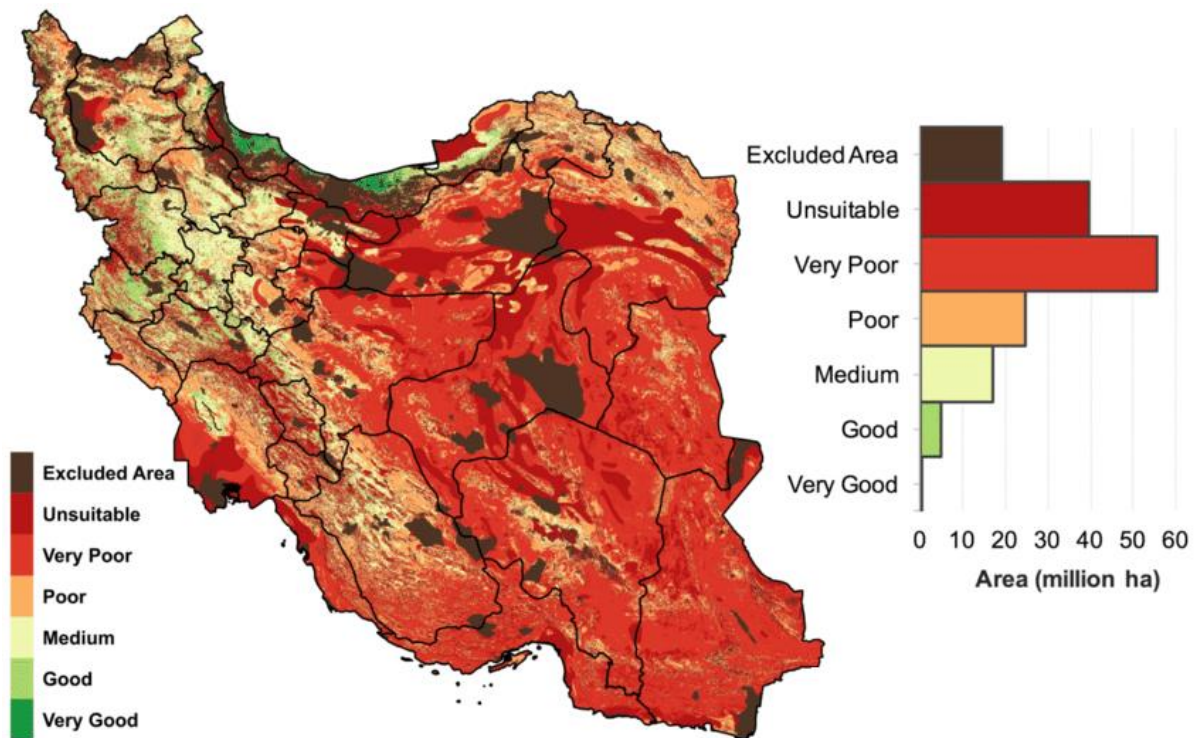 Excluded Area
Unsuitable
Very Poor
Poor
Medium
Good
Very Good
Excluded Area
Unsuitable
Very Poor
Poor
Medium
Good
Very Good
0 10 20 30 40 50 60
Area (million ha)